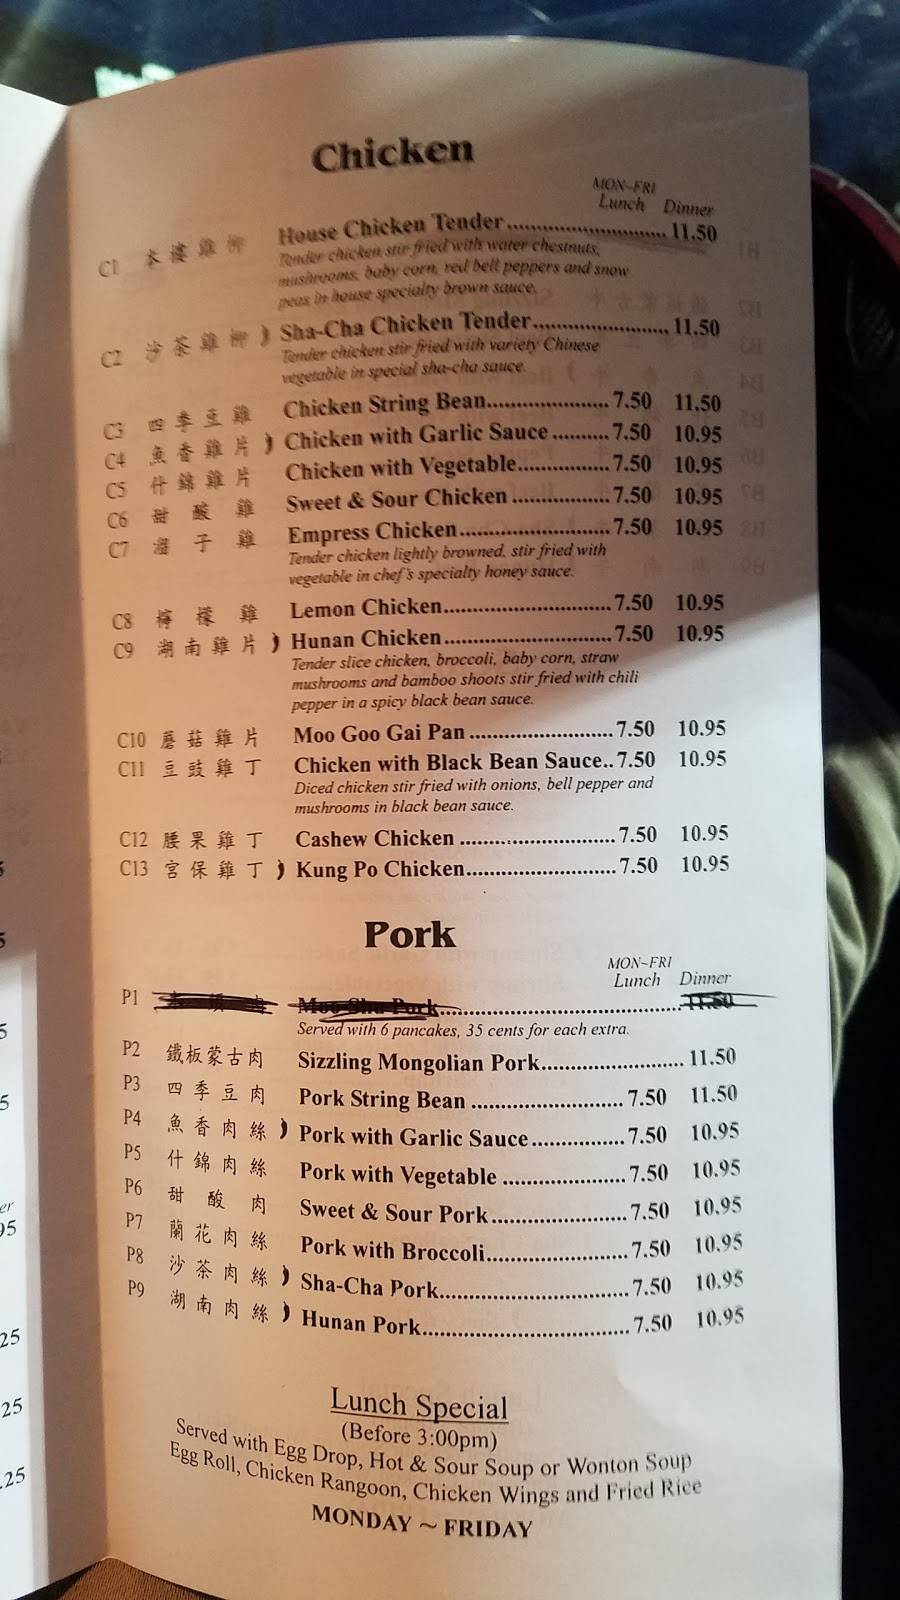 Chicken
MON~FRI
Lunch Dinner
C1 本樓雞柳 House Chicken Tender 11.50
Tender chicken stir fried with water chestnuts,
mushrooms, baby corn, red bell peppers and snow
peas in house specialty brown sauce.
C2 沙茶雞柳 Sha-Cha Chicken Tender 11.50
Tender chicken stir fried with variety Chinese
vegetable in special sha-cha sauce.
C3 四季豆雞 Chicken String Bean 7.50 11.50
C4 魚香雞片 Chicken with Garlic Sauce 7.50 10.95
C5 什錦雞片 Chicken with Vegetable 7.50 10.95
C6 甜酸雞 Sweet & Sour Chicken 7.50 10.95
C7 溜子雞 Empress Chicken 7.50 10.95
Tender chicken lightly browned, stir fried with
vegetable in chef's specialty honey sauce.
C8 檸檬雞 Lemon Chicken 7.50 10.95
C9 湖南雞片 Hunan Chicken 7.50 10.95
Tender slice chicken, broccoli, baby corn, straw
mushrooms and bamboo shoots stir fried with chili
pepper in a spicy black bean sauce.
C10 蘑菇雞片 Moo Goo Gai Pan 7.50 10.95
C11 豆豉雞丁 Chicken with Black Bean Sauce.. 7.50 10.95
Diced chicken stir fried with onions, bell pepper and
mushrooms in black bean sauce.
C12 腰果雞丁 Cashew Chicken 7.50 10.95
C13 宮保雞丁 Kung Po Chicken 7.50 10.95
Pork
MON~FRI
Lunch Dinner
P1 Moo Shu Pork 11.50
Served with 6 pancakes, 35 cents for each extra.
P2 鐵板蒙古肉 Sizzling Mongolian Pork 11.50
P3 四季豆肉 Pork String Bean 7.50 11.50
P4 魚香肉絲 Pork with Garlic Sauce 7.50 10.95
P5 什錦肉絲 Pork with Vegetable 7.50 10.95
P6 甜酸肉 Sweet & Sour Pork 7.50 10.95
P7 蘭花肉絲 Pork with Broccoli 7.50 10.95
P8 沙茶肉絲 Sha-Cha Pork 7.50 10.95
P9 湖南肉絲 Hunan Pork 7.50 10.95
Lunch Special
(Before 3:00pm)
Served with Egg Drop, Hot & Sour Soup or Wonton Soup
Egg Roll, Chicken Rangoon, Chicken Wings and Fried Rice
MONDAY ~ FRIDAY